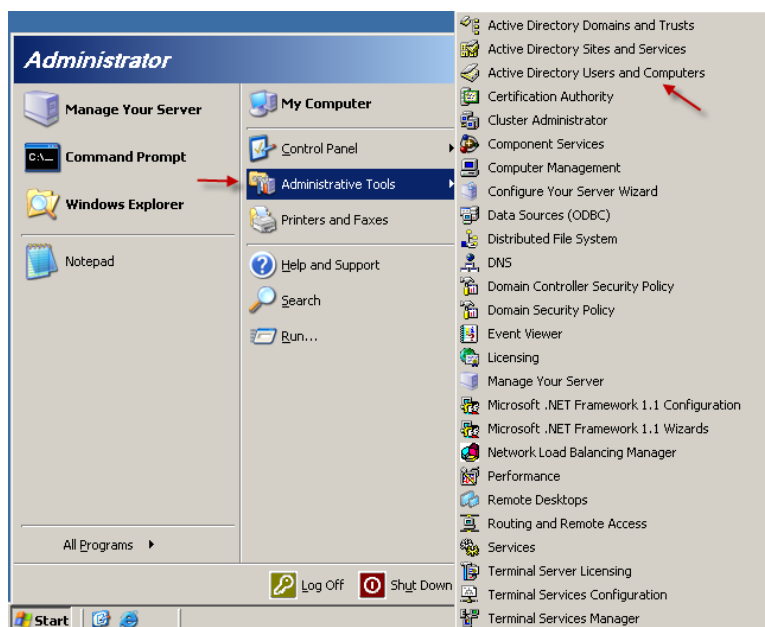 Administrator
Manage Your Server
C:\_
Command Prompt
Windows Explorer
Notepad
All Programs
My Computer
Control Panel
Administrative Tools
Printers and Faxes
Help and Support
Search
Run...
Log Off
Shut Down
Start
Active Directory Domains and Trusts
Active Directory Sites and Services
Active Directory Users and Computers
Certification Authority
Cluster Administrator
Component Services
Computer Management
Configure Your Server Wizard
Data Sources (ODBC)
Distributed File System
DNS
Domain Controller Security Policy
Domain Security Policy
Event Viewer
Licensing
Manage Your Server
Microsoft .NET Framework 1.1 Configuration
Microsoft .NET Framework 1.1 Wizards
Network Load Balancing Manager
Performance
Remote Desktops
Routing and Remote Access
Services
Terminal Server Licensing
Terminal Services Configuration
Terminal Services Manager